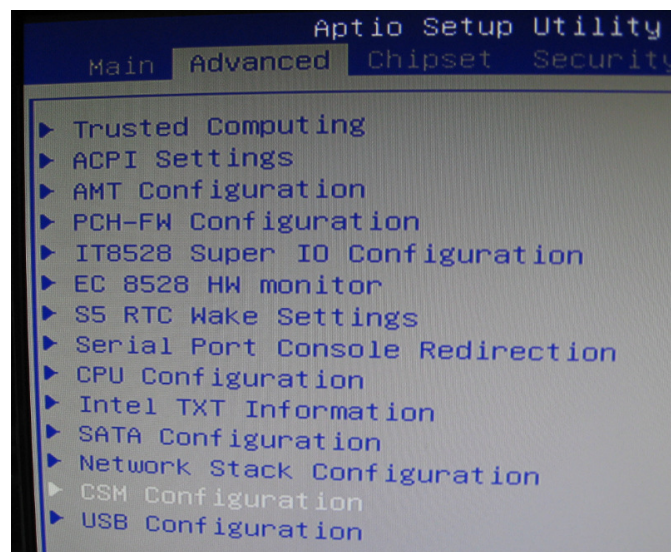 Aptio Setup Utility
Main Advanced Chipset Security
Trusted Computing
ACPI Settings
AMT Configuration
PCH-FW Configuration
IT8528 Super IO Configuration
EC 8528 HW monitor
S5 RTC Wake Settings
Serial Port Console Redirection
CPU Configuration
Intel TXT Information
SATA Configuration
Network Stack Configuration
CSM Configuration
USB Configuration